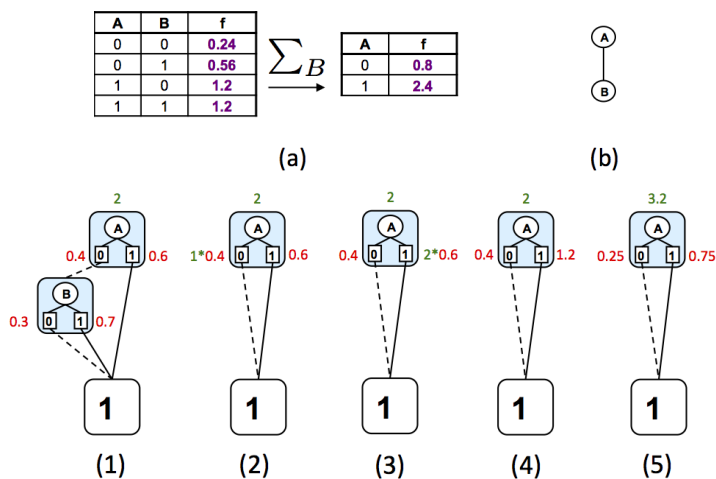 A B f
0 0 0.24
0 1 0.56
1 0 1.2
1 1 1.2
∑B
A f
0 0.8
1 2.4
A
B
(a)
(b)
2
A
0.4 0 1 0.6
B
0.3 0 1 0.7
1
(1)
2
A
1*0.4 0 1 0.6
1
(2)
2
A
0.4 0 1 2*0.6
1
(3)
2
A
0.4 0 1 1.2
1
(4)
3.2
A
0.25 0 1 0.75
1
(5)